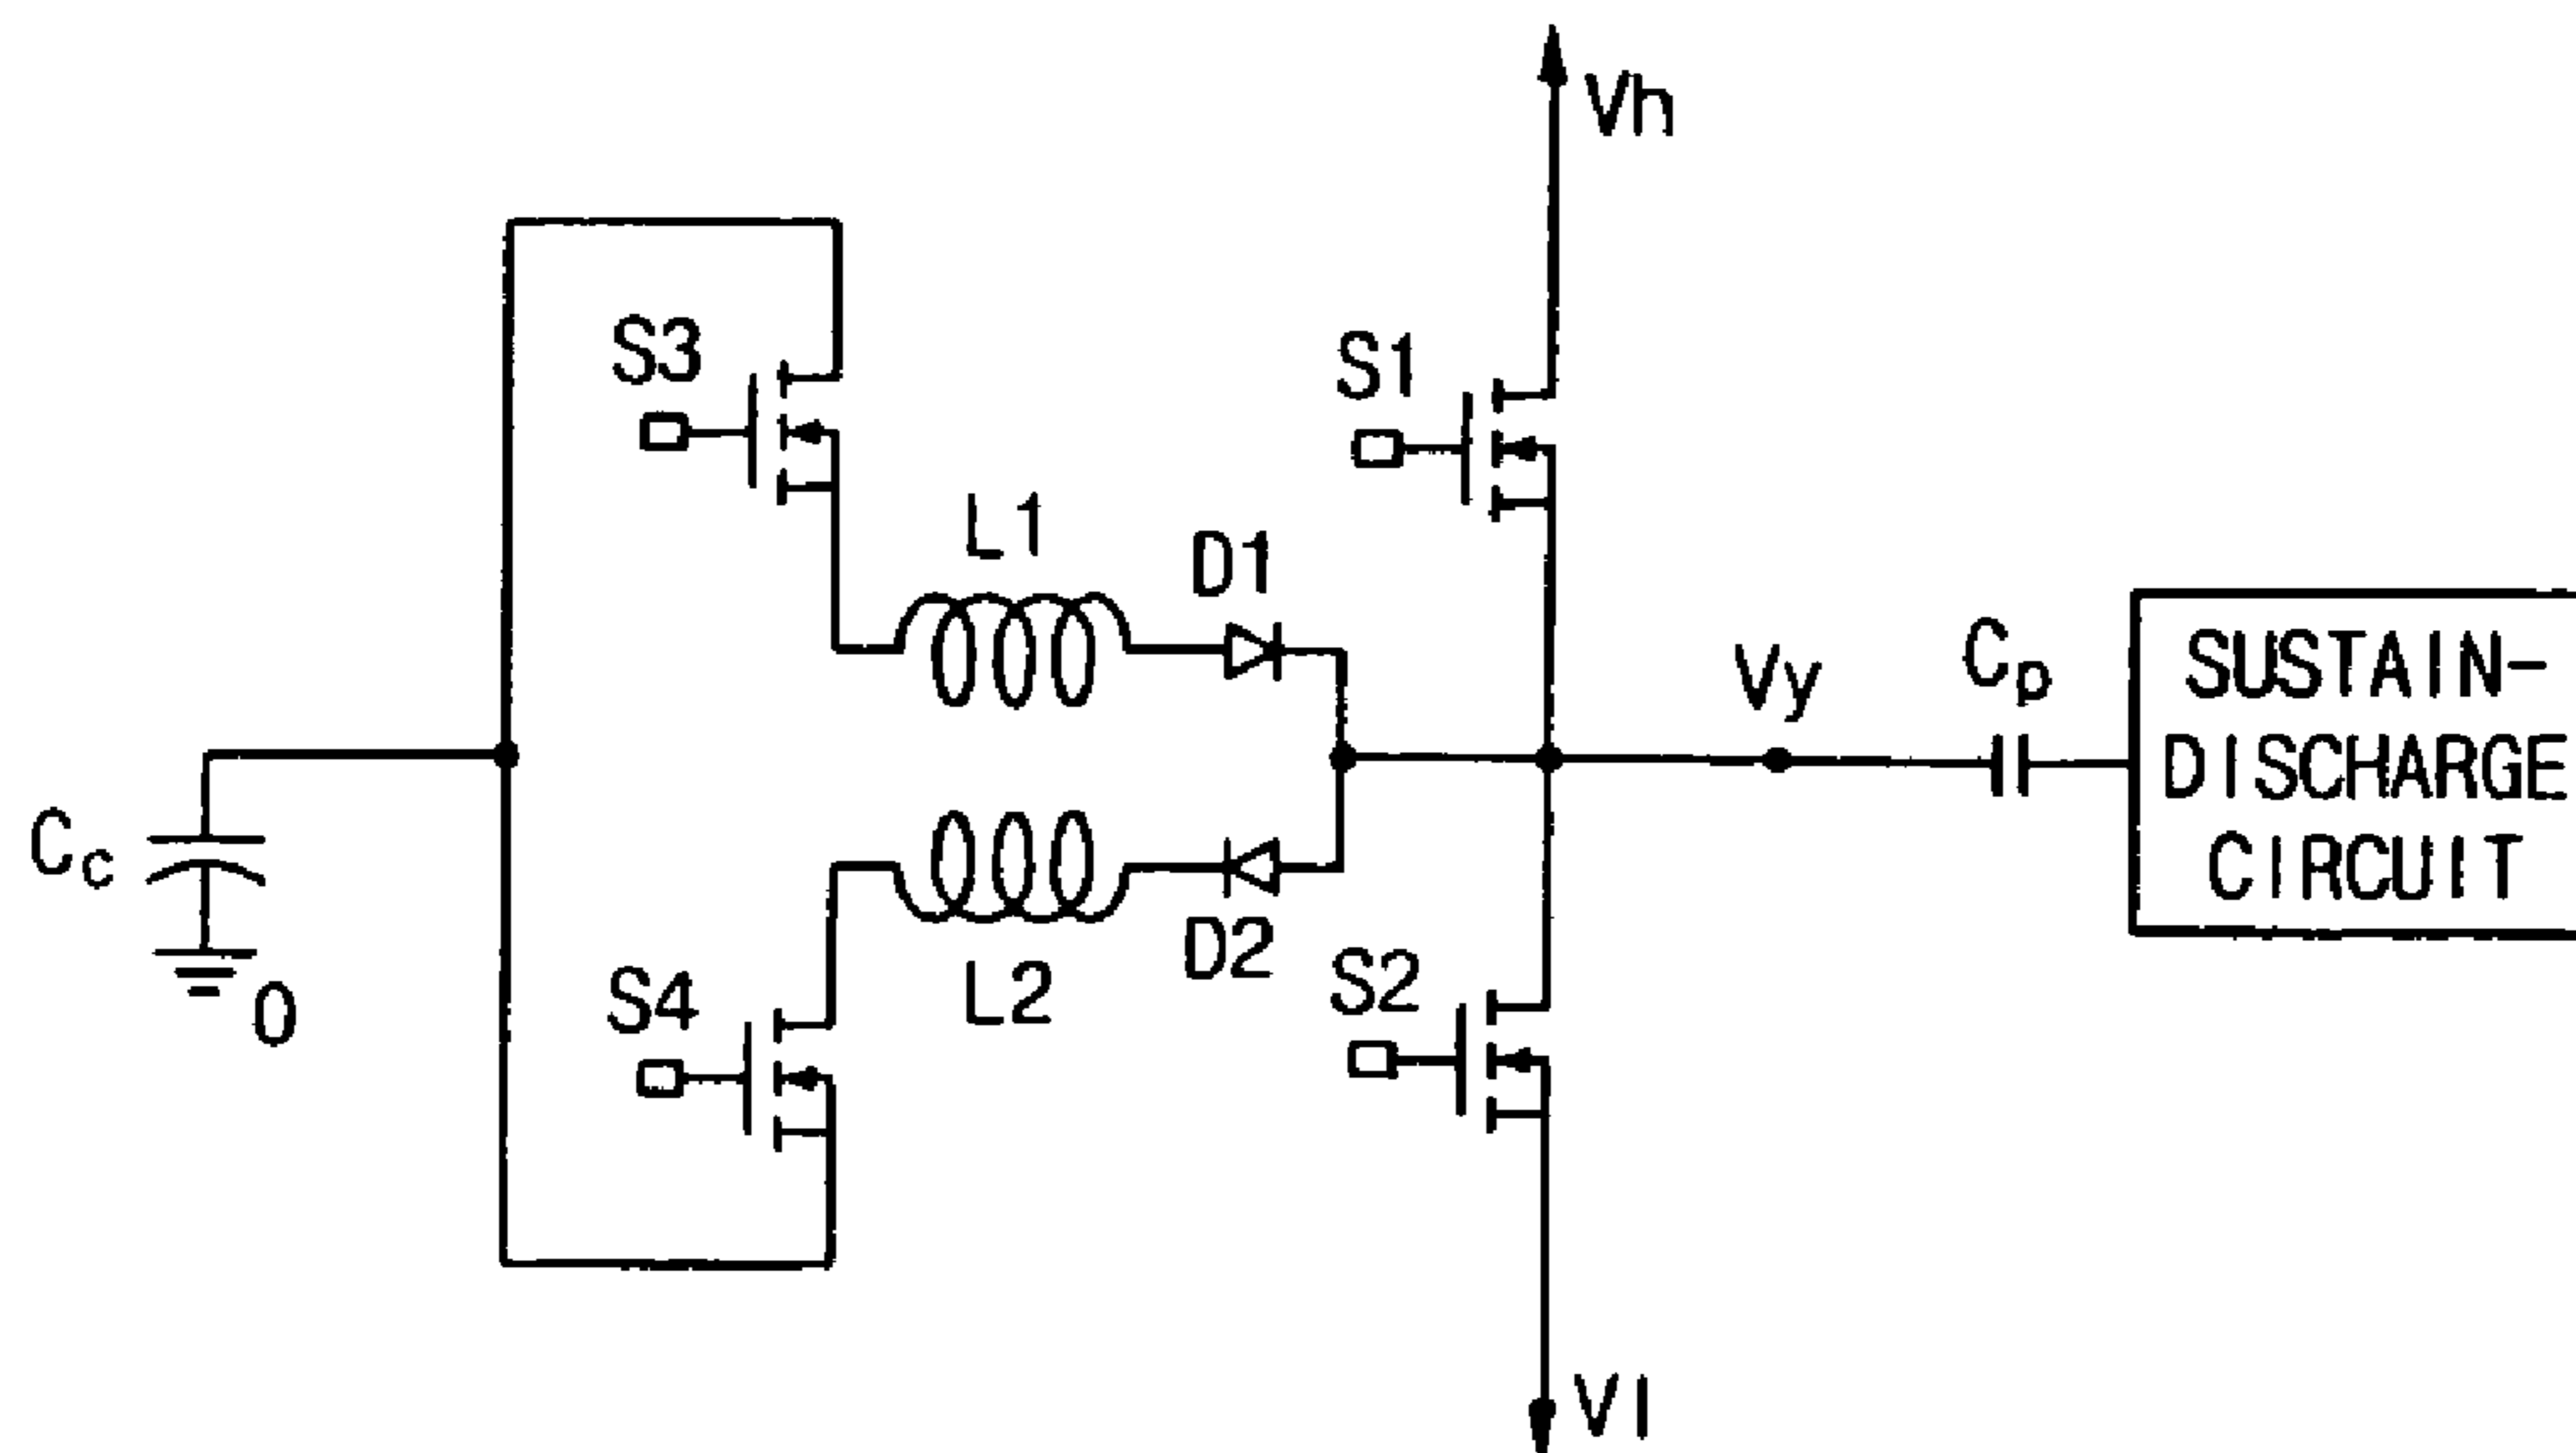 Vh
S3
S1
L1
D1
Vy
Cp
SUSTAIN-
DISCHARGE
CIRCUIT
Cc
0
S4
L2
D2
S2
Vl